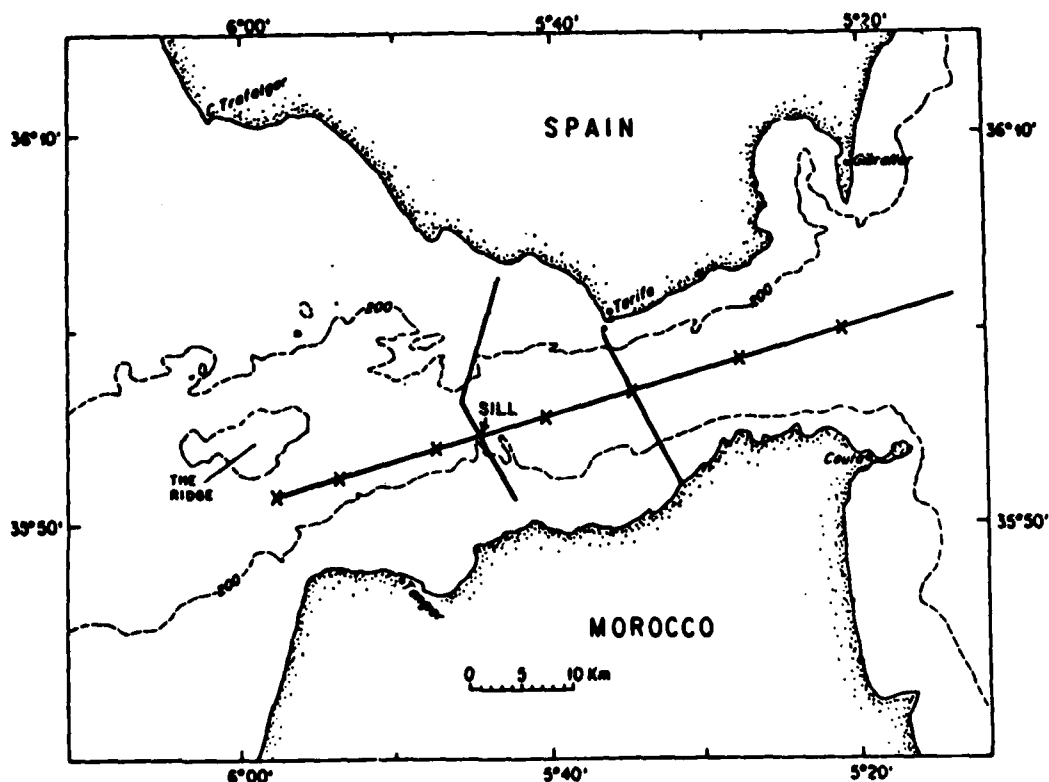 6°00' 5°40' 5°20'
C. Trafalgar
36°10' SPAIN 36°10'
Gibraltar
Tarifa
200
200
SILL
Ceuta
THE
RIDGE
35°50' 35°50'
200
Tangier
MOROCCO
0 5 10 Km
6°00' 5°40' 5°20'